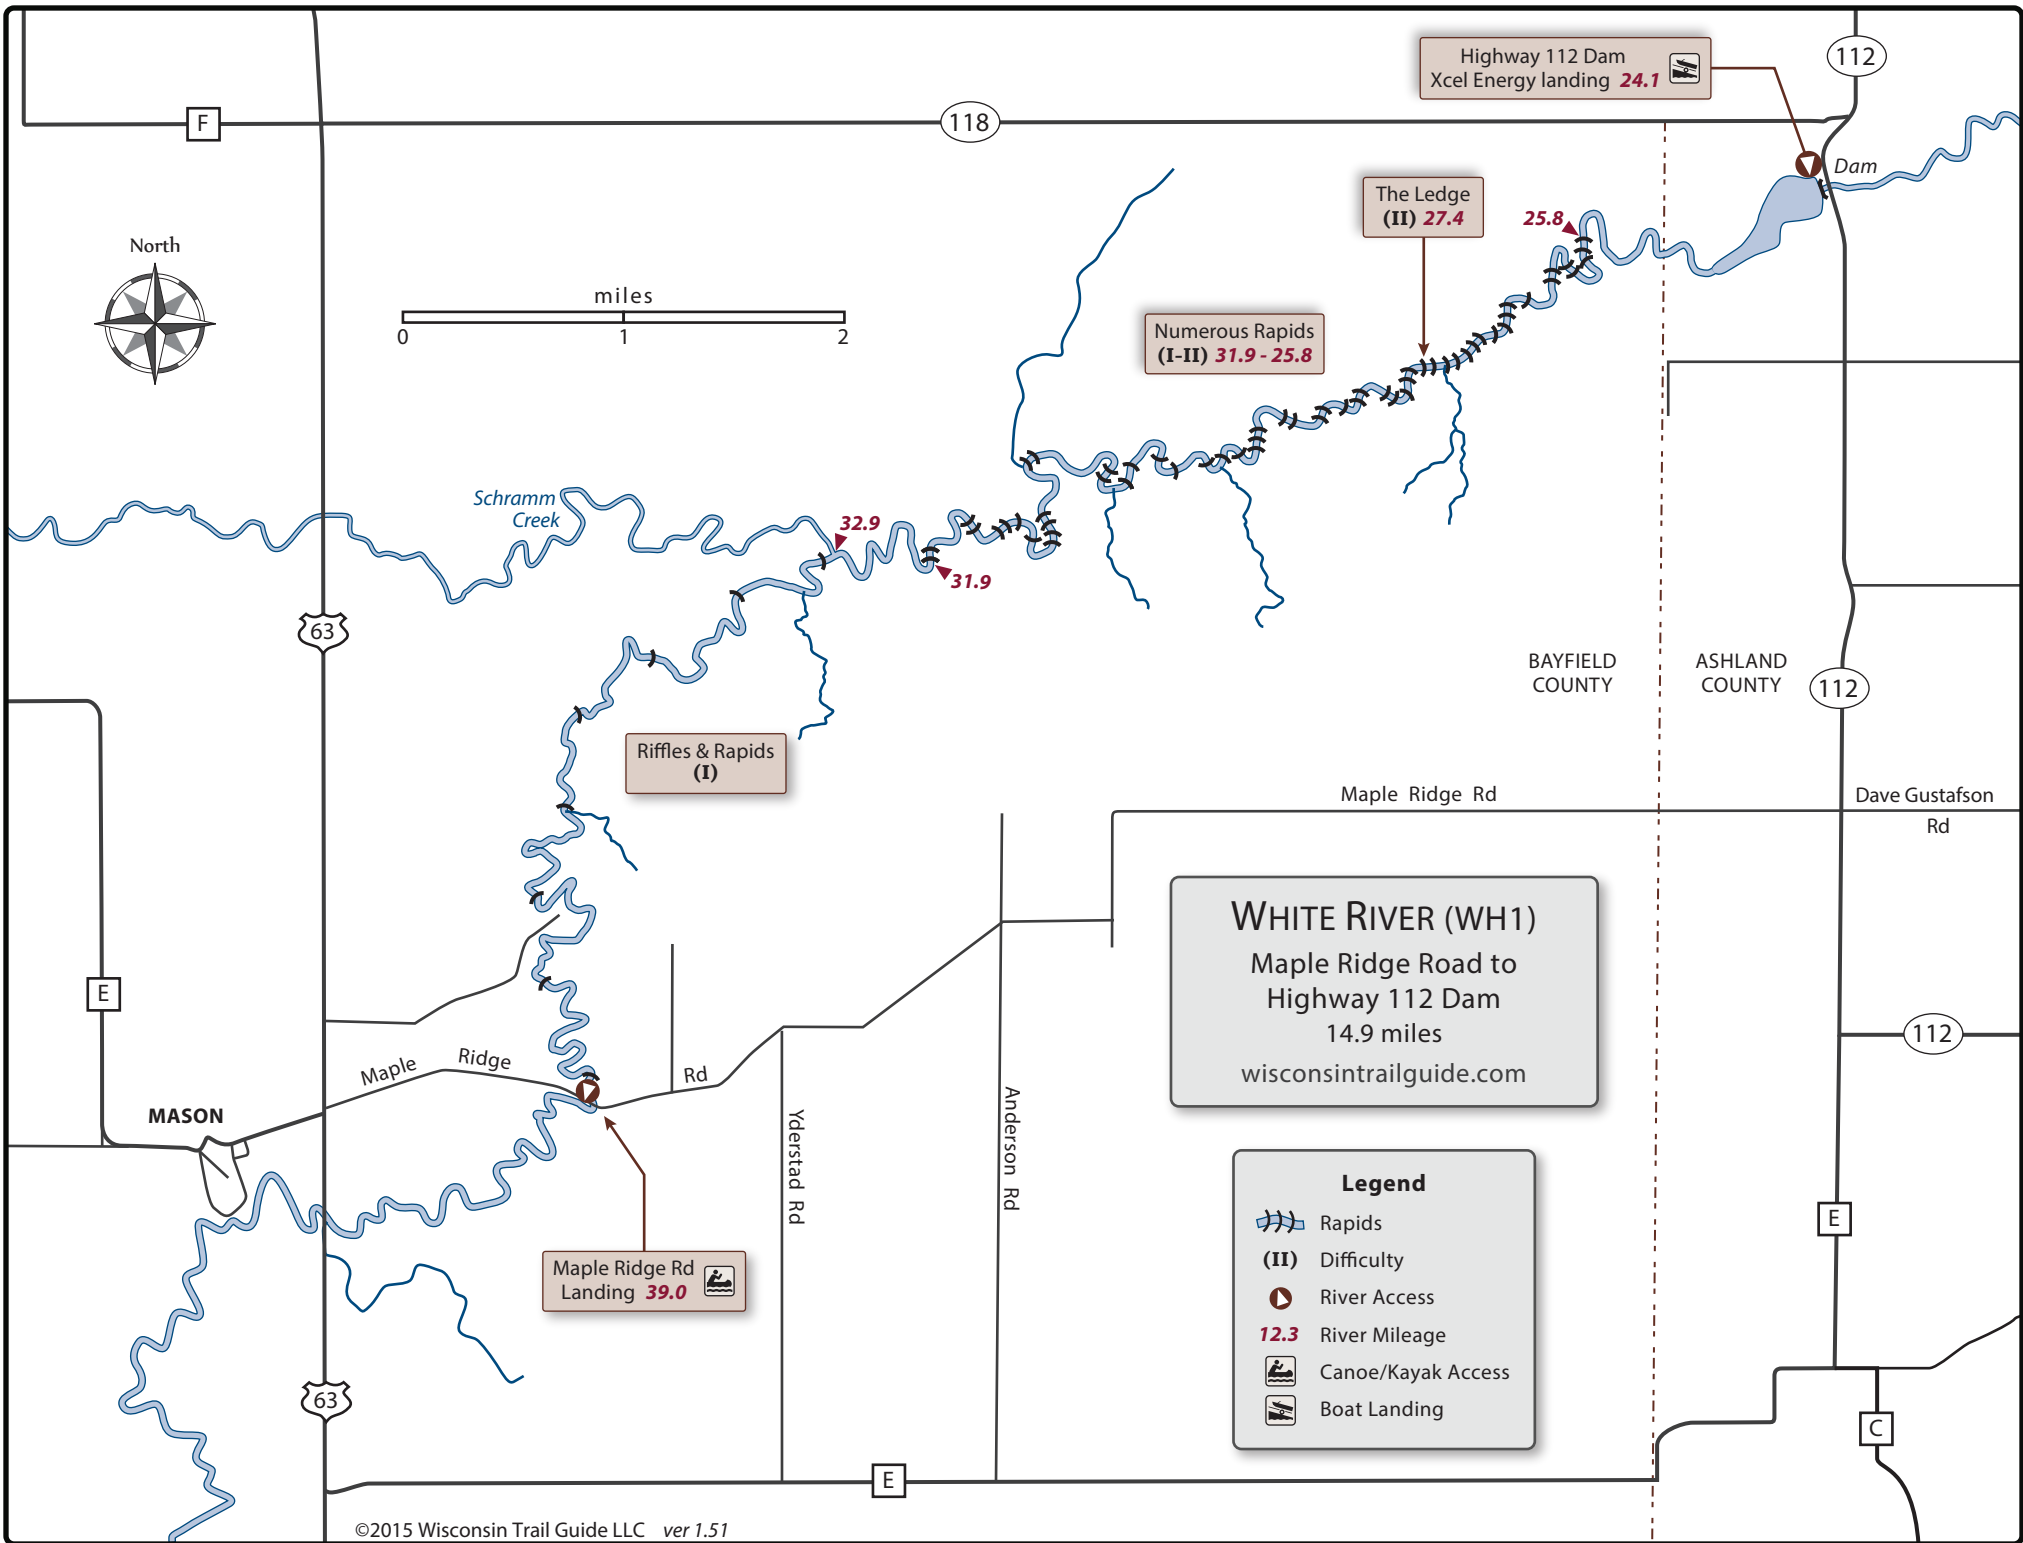 112
Highway 112 Dam
Xcel Energy landing 24.1
F
118
Dam
The Ledge
(II) 27.4
25.8
North
miles
0 1 2
Numerous Rapids
(I-II) 31.9 - 25.8
Schramm
Creek
32.9
31.9
63
BAYFIELD
COUNTY
ASHLAND
COUNTY
112
Riffles & Rapids
(I)
Maple Ridge Rd
Dave Gustafson
Rd
WHITE RIVER (WH1)
Maple Ridge Road to
Highway 112 Dam
14.9 miles
wisconsintrailguide.com
E
112
Maple Ridge Rd
MASON
Yderstad Rd
Anderson Rd
Maple Ridge Rd
Landing 39.0
Legend
Rapids
(II) Difficulty
River Access
12.3 River Mileage
Canoe/Kayak Access
Boat Landing
E
63
C
E
©2015 Wisconsin Trail Guide LLC ver 1.51